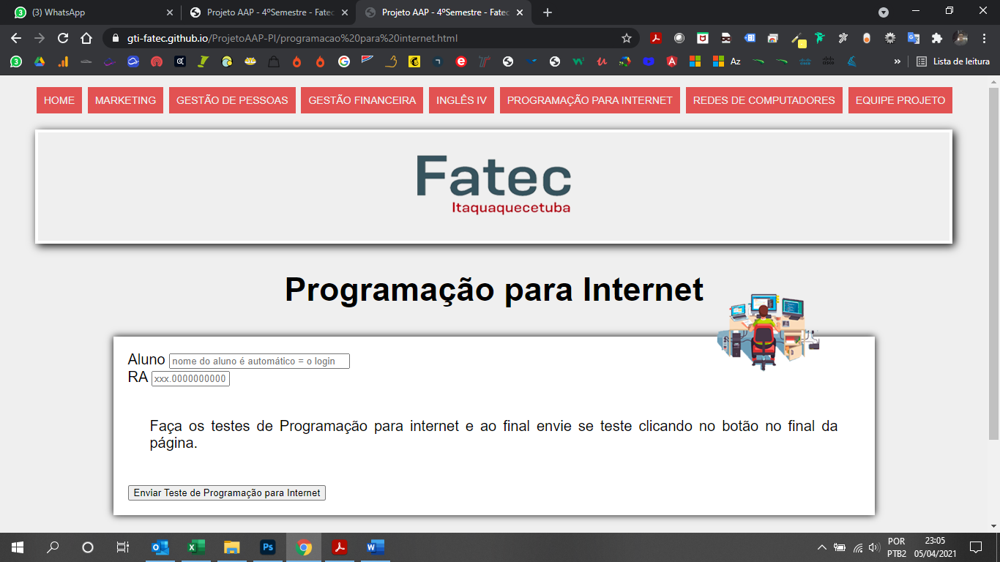 (3) WhatsApp
Projeto AAP - 4ºSemestre - Fatec
Projeto AAP - 4ºSemestre - Fatec
gti-fatec.github.io/ProjetoAAP-PI/programacao%20para%20internet.html
Az
»
Lista de leitura
HOME
MARKETING
GESTÃO DE PESSOAS
GESTÃO FINANCEIRA
INGLÊS IV
PROGRAMAÇÃO PARA INTERNET
REDES DE COMPUTADORES
EQUIPE PROJETO
Fatec
Itaquaquecetuba
Programação para Internet
Aluno nome do aluno é automático = o login
RA xxx.0000000000
Faça os testes de Programação para internet e ao final envie se teste clicando no botão no final da
página.
Enviar Teste de Programação para Internet
POR
PTB2
23:05
05/04/2021